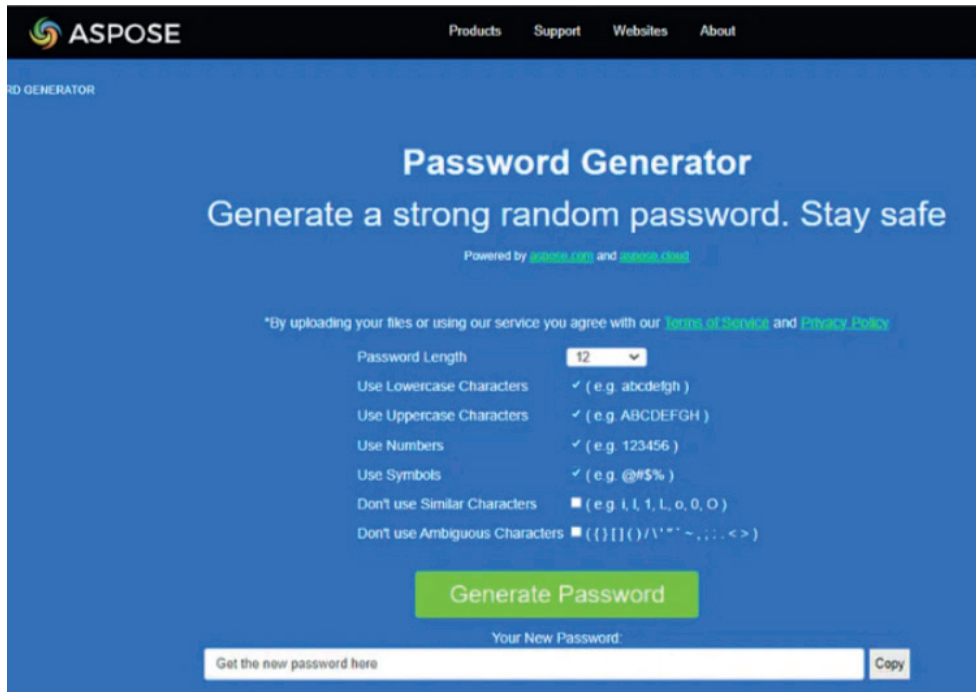 ASPOSE Products Support Websites About
RD GENERATOR
Password Generator
Generate a strong random password. Stay safe
Powered by aspose.com and aspose.cloud
*By uploading your files or using our service you agree with our Terms of Service and Privacy Policy
Password Length 12
Use Lowercase Characters ✓ ( e.g. abcdefgh )
Use Uppercase Characters ✓ ( e.g. ABCDEFGH )
Use Numbers ✓ ( e.g. 123456 )
Use Symbols ✓ ( e.g. @#$% )
Don't use Similar Characters ( e.g. i, l, 1, L, o, 0, O )
Don't use Ambiguous Characters ( { } [ ] ( ) / \ ' " ` ~ , ; : . < > )
Generate Password
Your New Password:
Get the new password here Copy